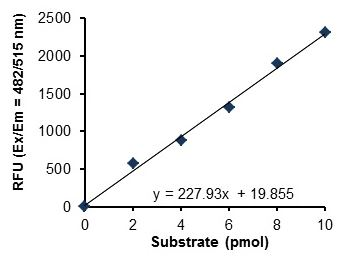 2500
2000
1500
1000
500
0
RFU (Ex/Em = 482/515 nm)
y = 227.93x + 19.855
0 2 4 6 8 10
Substrate (pmol)